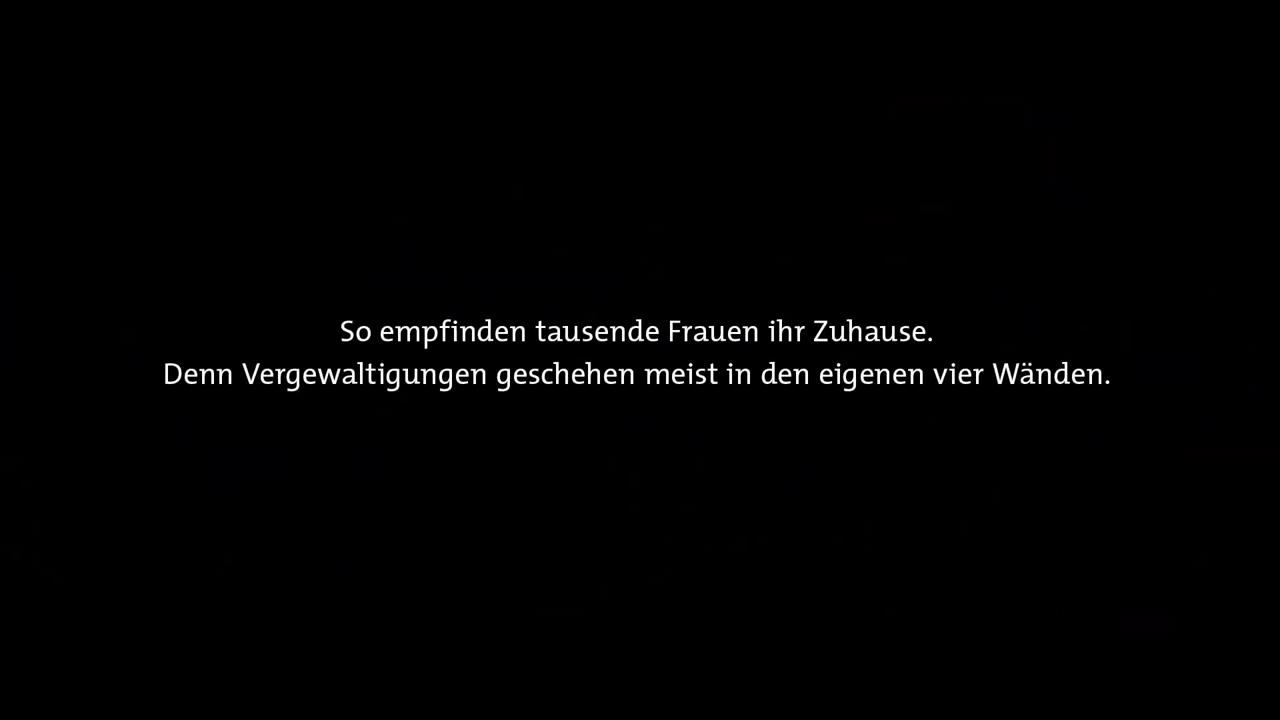 So empfinden tausende Frauen ihr Zuhause.
Denn Vergewaltigungen geschehen meist in den eigenen vier Wänden.